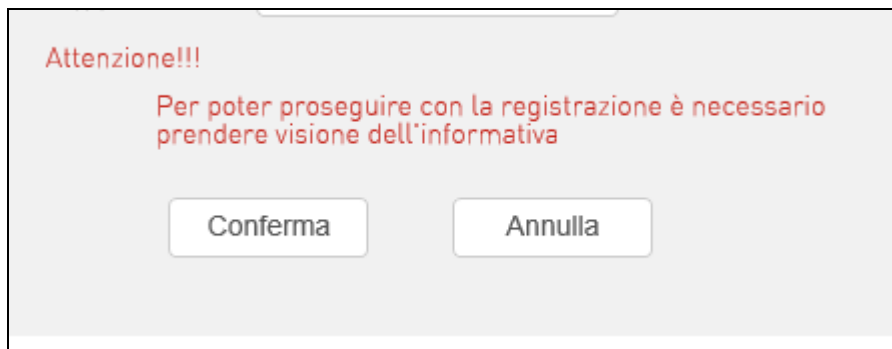 Attenzione!!!
Per poter proseguire con la registrazione è necessario
prendere visione dell'informativa
Conferma
Annulla